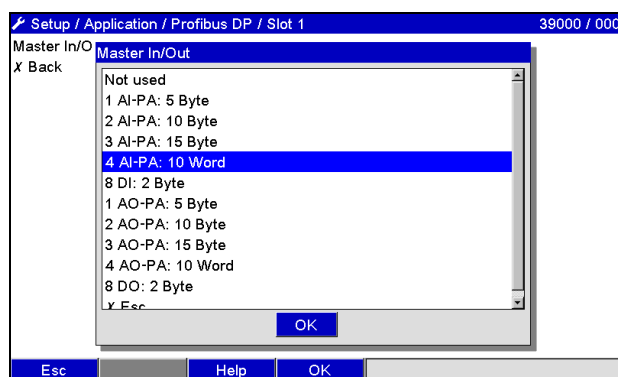 Setup / Application / Profibus DP / Slot 1 39000 / 000
Master In/O
Master In/Out
X Back
Not used
1 AI-PA: 5 Byte
2 AI-PA: 10 Byte
3 AI-PA: 15 Byte
4 AI-PA: 10 Word
8 DI: 2 Byte
1 AO-PA: 5 Byte
2 AO-PA: 10 Byte
3 AO-PA: 15 Byte
4 AO-PA: 10 Word
8 DO: 2 Byte
X Esc
OK
Esc Help OK